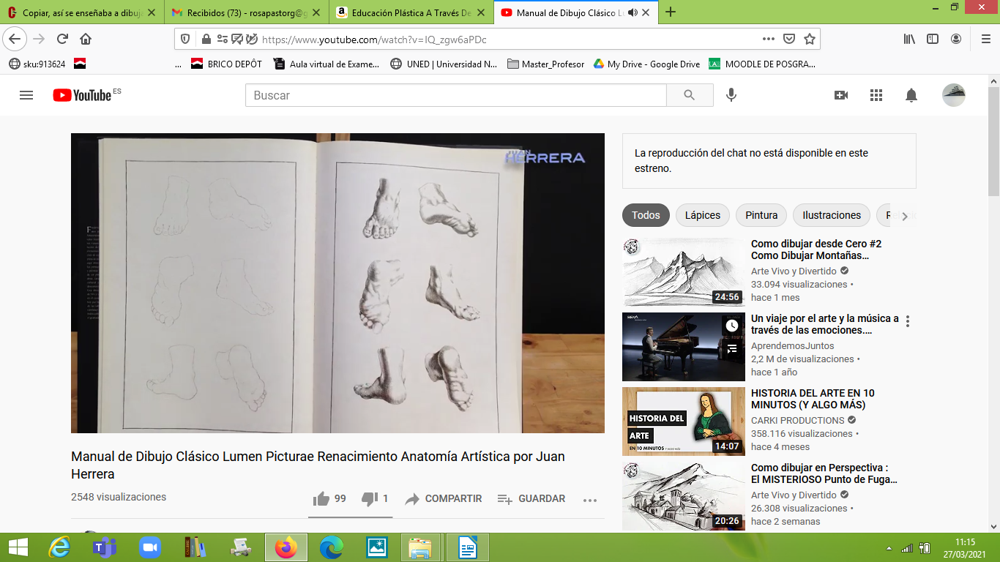 Copiar, así se enseñaba a dibuja
Recibidos (73) - rosapastorg@g
Educación Plástica A Través De
Manual de Dibujo Clásico Lu
https://www.youtube.com/watch?v=IQ_zgw6aPDc
sku:913624
...
BRICO DEPÔT
Aula virtual de Exame...
UNED | Universidad N...
Master_Profesor
My Drive - Google Drive
MOODLE DE POSGRA...
YouTube ES
Buscar
JUAN
HERRERA
La reproducción del chat no está disponible en este
estreno.
Todos
Lápices
Pintura
Ilustraciones
Como dibujar desde Cero #2
Como Dibujar Montañas...
Arte Vivo y Divertido
33.094 visualizaciones •
hace 1 mes
24:56
BBVA
Un viaje por el arte y la música a
través de las emociones....
AprendemosJuntos
2,2 M de visualizaciones •
hace 1 año
HISTORIA DEL
ARTE
EN 10 MINUTOS Y ALGO MÁS
14:07
HISTORIA DEL ARTE EN 10
MINUTOS (Y ALGO MÁS)
CARKI PRODUCTIONS
358.116 visualizaciones •
hace 4 meses
20:26
Como dibujar en Perspectiva :
El MISTERIOSO Punto de Fuga...
Arte Vivo y Divertido
26.308 visualizaciones •
hace 2 semanas
Manual de Dibujo Clásico Lumen Picturae Renacimiento Anatomía Artística por Juan
Herrera
2548 visualizaciones
99
1
COMPARTIR
GUARDAR
11:15
27/03/2021